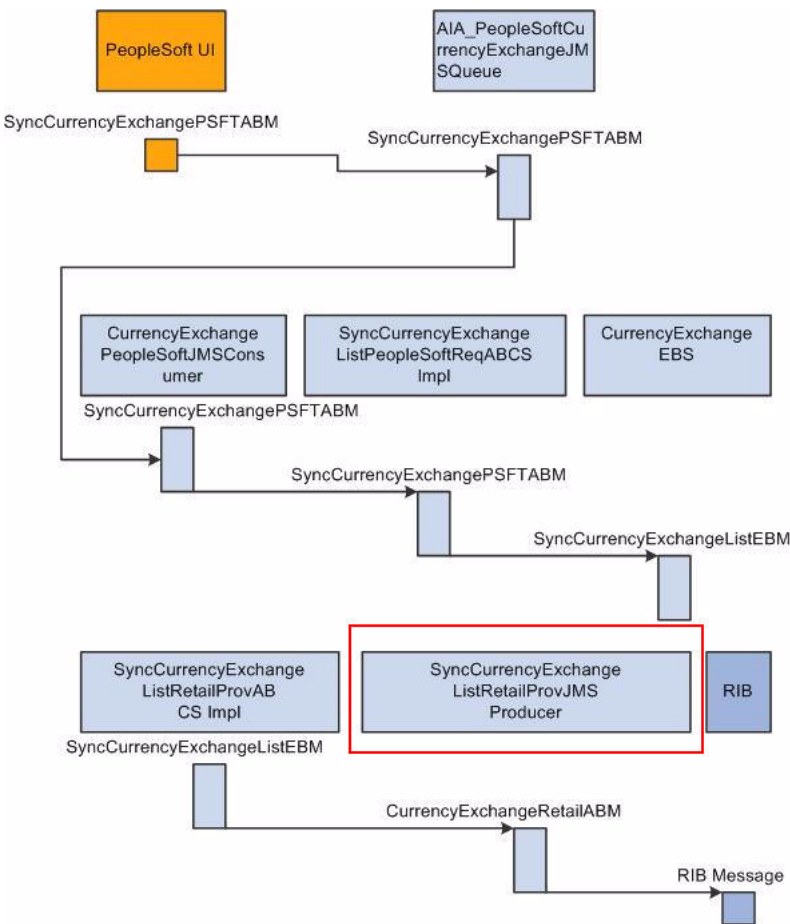 PeopleSoft UI
AIA_PeopleSoftCu
rrencyExchangeJM
SQueue
SyncCurrencyExchangePSFTABM
SyncCurrencyExchangePSFTABM
CurrencyExchange
PeopleSoftJMSCons
umer
SyncCurrencyExchange
ListPeopleSoftReqABCS
Impl
CurrencyExchange
EBS
SyncCurrencyExchangePSFTABM
SyncCurrencyExchangePSFTABM
SyncCurrencyExchangeListEBM
SyncCurrencyExchange
ListRetailProvAB
CS Impl
SyncCurrencyExchange
ListRetailProvJMS
Producer
RIB
SyncCurrencyExchangeListEBM
CurrencyExchangeRetailABM
RIB Message